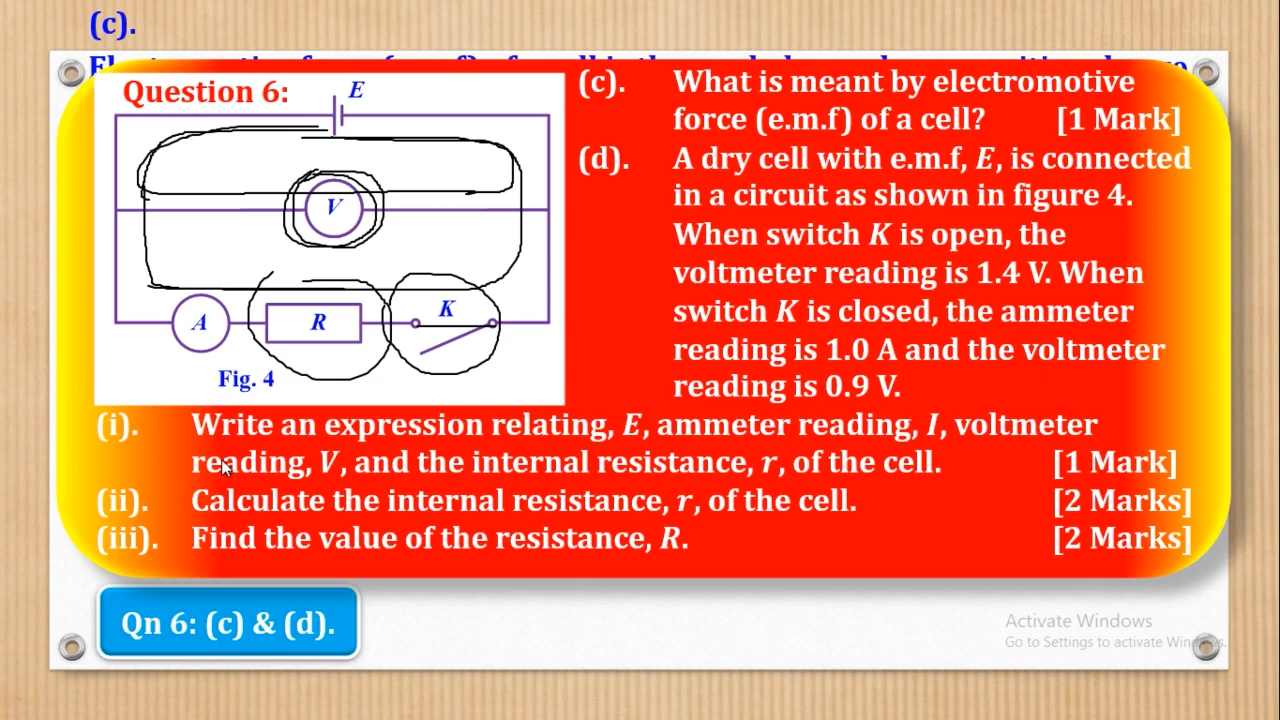 (c).
Question 6:
E
V
A
R
K
Fig. 4
(c). What is meant by electromotive
force (e.m.f) of a cell? [1 Mark]
(d). A dry cell with e.m.f, E, is connected
in a circuit as shown in figure 4.
When switch K is open, the
voltmeter reading is 1.4 V. When
switch K is closed, the ammeter
reading is 1.0 A and the voltmeter
reading is 0.9 V.
(i). Write an expression relating, E, ammeter reading, I, voltmeter
reading, V, and the internal resistance, r, of the cell. [1 Mark]
(ii). Calculate the internal resistance, r, of the cell. [2 Marks]
(iii). Find the value of the resistance, R. [2 Marks]
Qn 6: (c) & (d).
Activate Windows
Go to Settings to activate Windows.